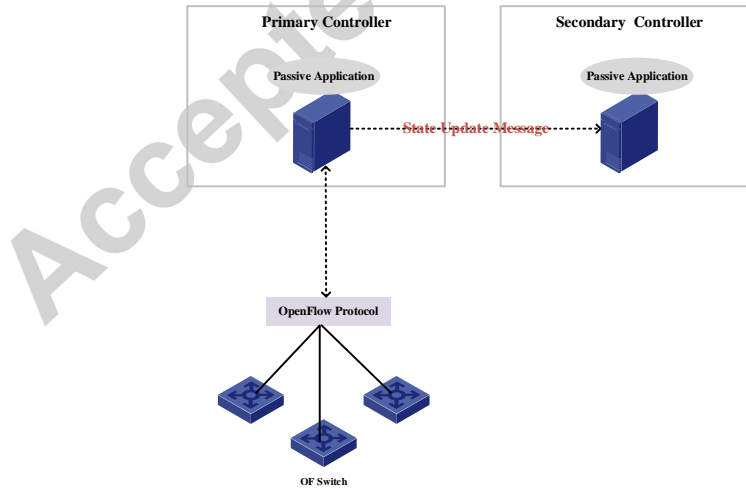 Primary Controller
Secondary Controller
Passive Application
Passive Application
State Update Message
OpenFlow Protocol
OF Switch
Accepte